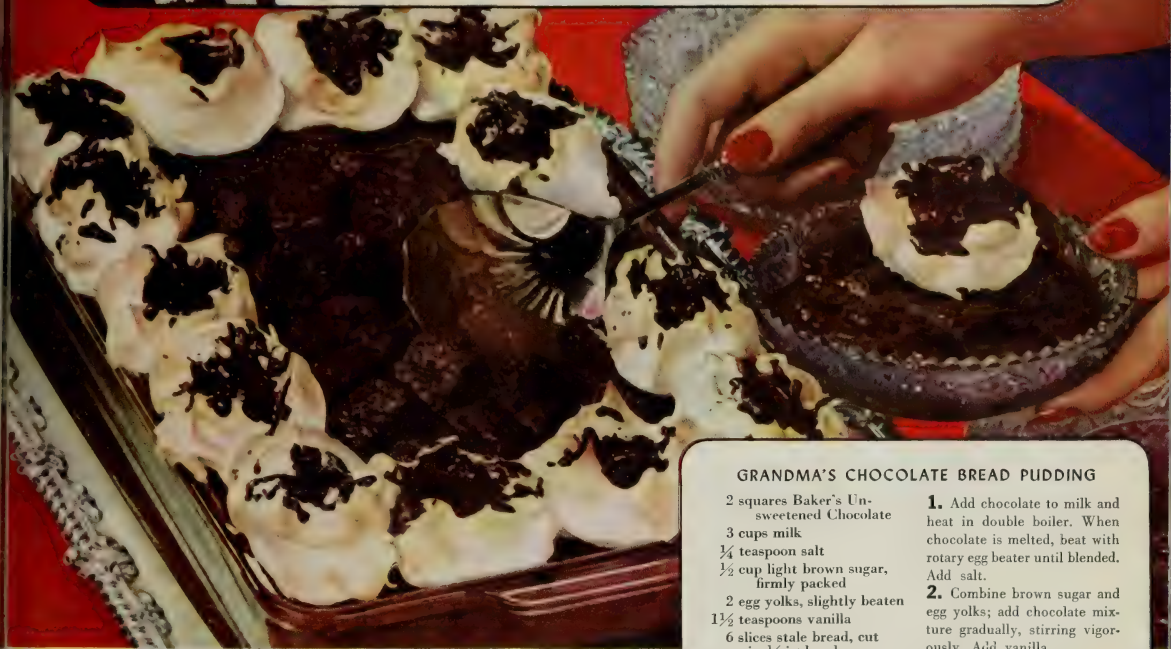 GRANDMA'S CHOCOLATE BREAD PUDDING
2 squares Baker's Un-
sweetened Chocolate
3 cups milk
¼ teaspoon salt
½ cup light brown sugar,
firmly packed
2 egg yolks, slightly beaten
1½ teaspoons vanilla
6 slices stale bread, cut
1. Add chocolate to milk and
heat in double boiler. When
chocolate is melted, beat with
rotary egg beater until blended.
Add salt.
2. Combine brown sugar and
egg yolks; add chocolate mix-
ture gradually, stirring vigor-
ously. Add vanilla.